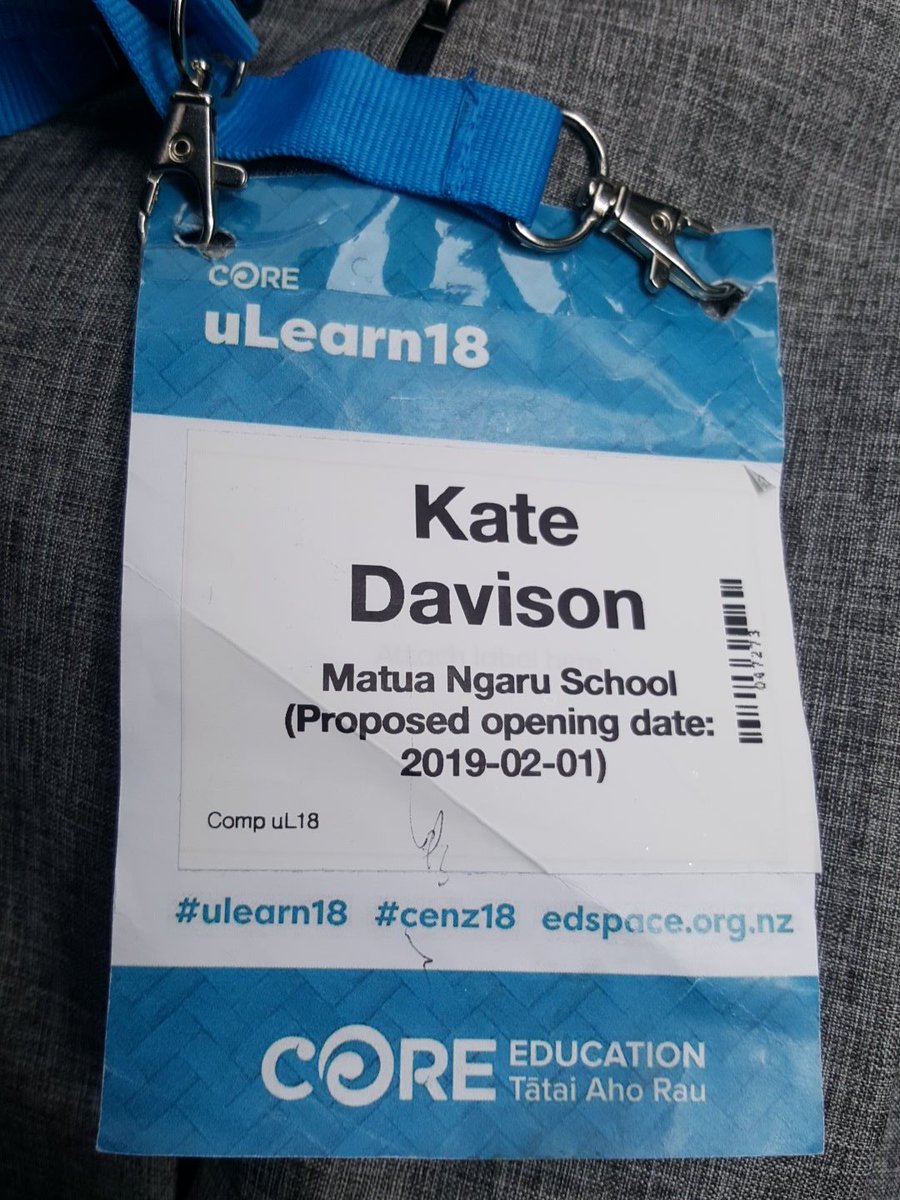 CORE
uLearn18
Kate
Davison
Matua Ngaru School
(Proposed opening date:
2019-02-01)
047273
Comp uL18
#ulearn18 #cenz18 edspace.org.nz
CORE EDUCATION
Tātai Aho Rau